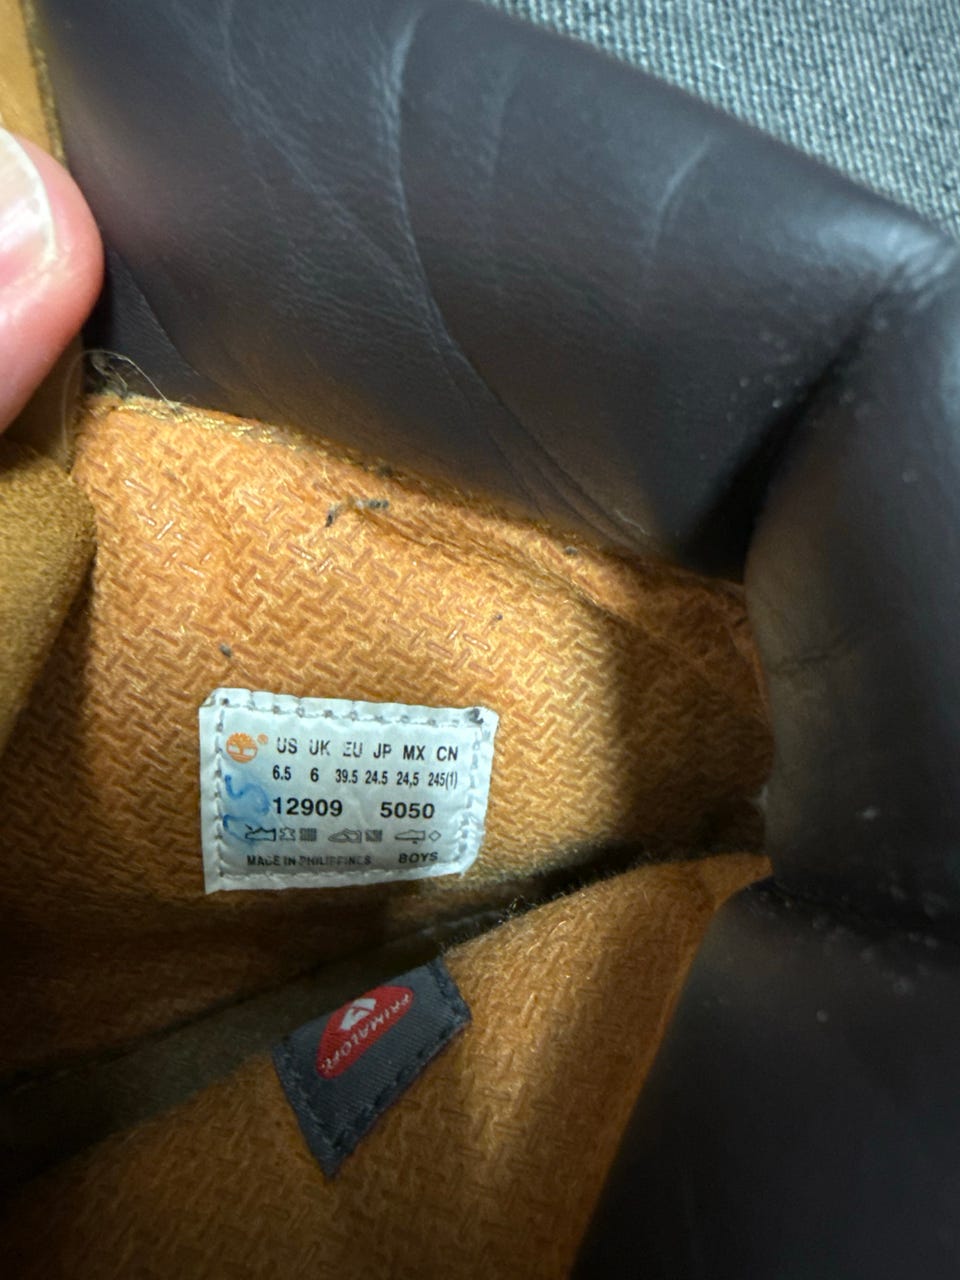 ®
US UK EU JP MX CN
6.5 6 39.5 24.5 24,5 245(1)
12909 5050
MADE IN PHILIPPINES BOYS
PRIMALOFT